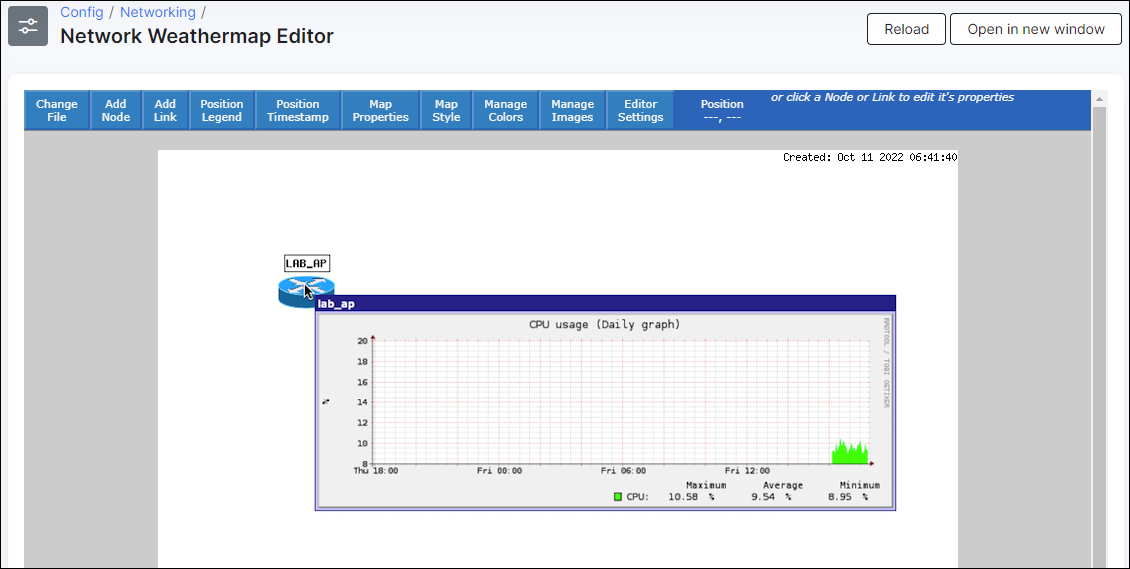 Config / Networking /
Network Weathermap Editor
Reload
Open in new window
Change File
Add Node
Add Link
Position Legend
Position Timestamp
Map Properties
Map Style
Manage Colors
Manage Images
Editor Settings
Position
---, ---
or click a Node or Link to edit it's properties
Created: Oct 11 2022 06:41:40
LAB_AP
lab_ap
CPU usage (Daily graph)
RRDTOOL / TOBI OETIKER
%
20
18
16
14
12
10
8
Thu 18:00 Fri 00:00 Fri 06:00 Fri 12:00
Maximum Average Minimum
CPU: 10.58 % 9.54 % 8.95 %